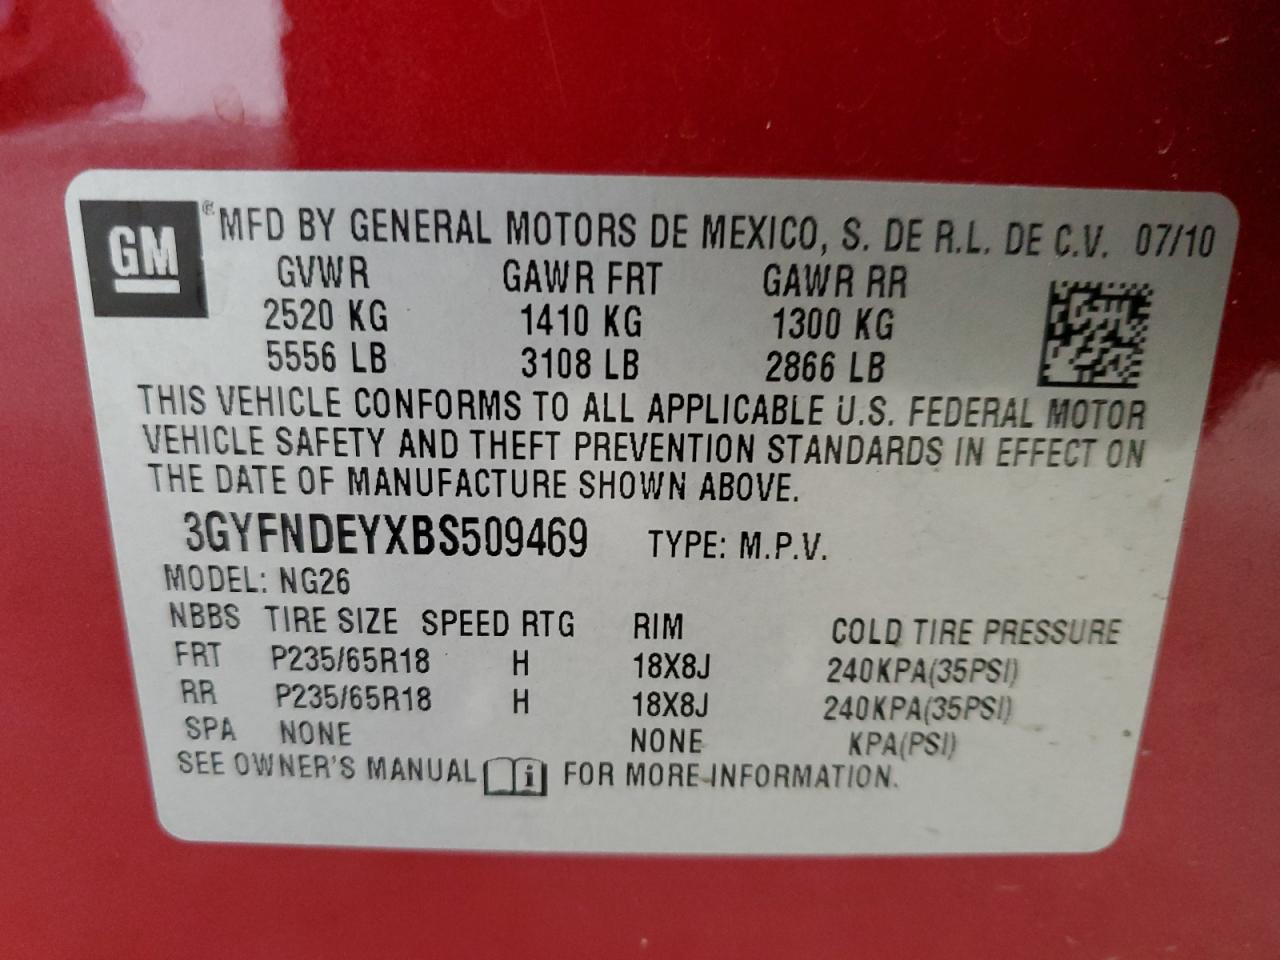 GM ® MFD BY GENERAL MOTORS DE MEXICO, S. DE R.L. DE C.V. 07/10
GVWR GAWR FRT GAWR RR
2520 KG 1410 KG 1300 KG
5556 LB 3108 LB 2866 LB
THIS VEHICLE CONFORMS TO ALL APPLICABLE U.S. FEDERAL MOTOR
VEHICLE SAFETY AND THEFT PREVENTION STANDARDS IN EFFECT ON
THE DATE OF MANUFACTURE SHOWN ABOVE.
3GYFNDEYXBS509469 TYPE: M.P.V.
MODEL: NG26
NBBS TIRE SIZE SPEED RTG RIM COLD TIRE PRESSURE
FRT P235/65R18 H 18X8J 240KPA(35PSI)
RR P235/65R18 H 18X8J 240KPA(35PSI)
SPA NONE NONE KPA(PSI)
SEE OWNER'S MANUAL i FOR MORE INFORMATION.